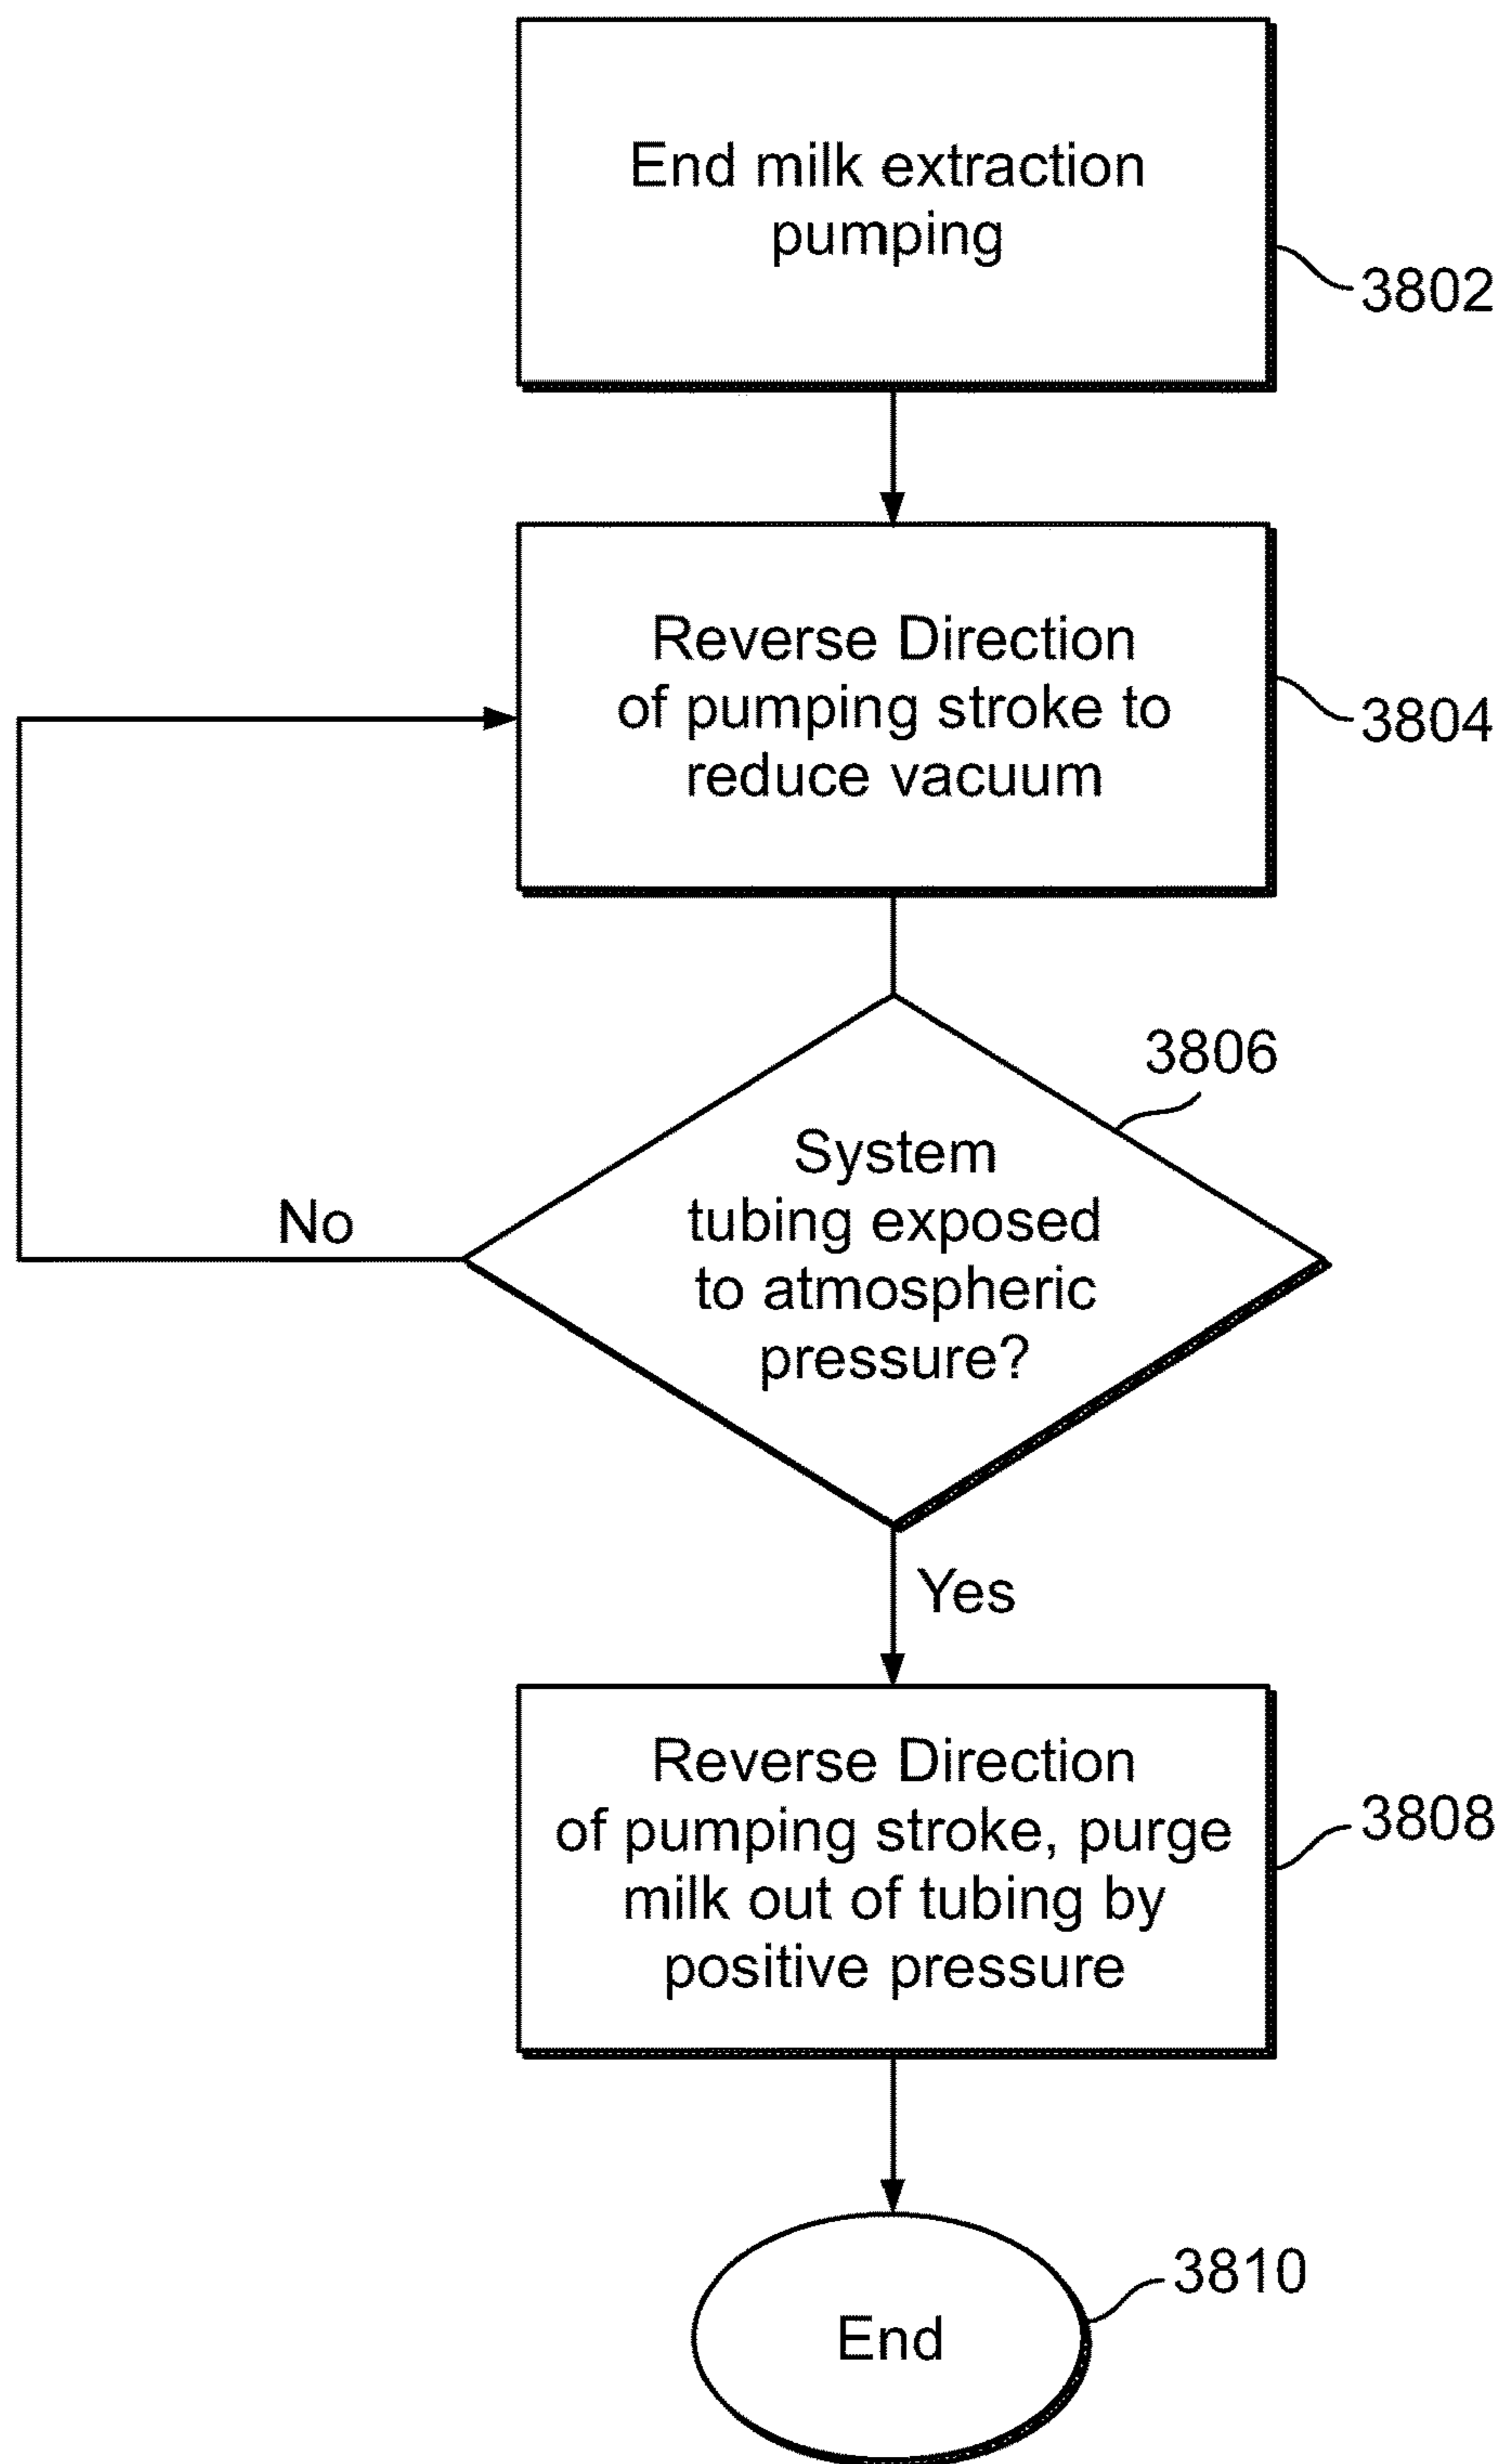 End milk extraction
pumping
3802
Reverse Direction
of pumping stroke to
reduce vacuum
3804
3806
System
tubing exposed
to atmospheric
pressure?
No
Yes
Reverse Direction
of pumping stroke, purge
milk out of tubing by
positive pressure
3808
3810
End